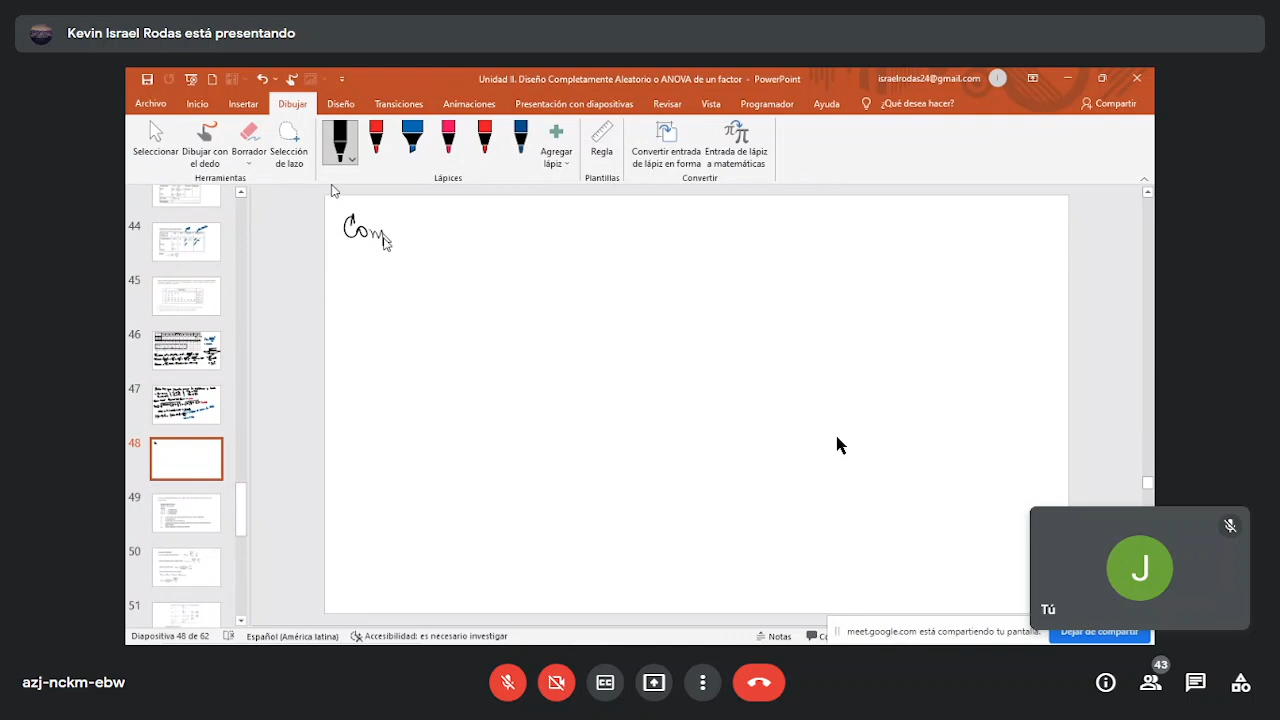 Kevin Israel Rodas está presentando
Unidad II. Diseño Completamente Aleatorio o ANOVA de un factor - PowerPoint
israelrodas24@gmail.com
I
Archivo Inicio Insertar Dibujar Diseño Transiciones Animaciones Presentación con diapositivas Revisar Vista Programador Ayuda ¿Qué desea hacer? Compartir
Seleccionar
Dibujar con el dedo
Borrador
Selección de lazo
Agregar lápiz
Regla
Convertir entrada de lápiz en forma
Entrada de lápiz a matemáticas
Herramientas Lápices Plantillas Convertir
44
45
46
47
48
49
50
51
Com
J
Tú
meet.google.com está compartiendo tu pantalla.
Dejar de compartir
Diapositiva 48 de 62 Español (América latina) Accesibilidad: es necesario investigar Notas
azj-nckm-ebw
43